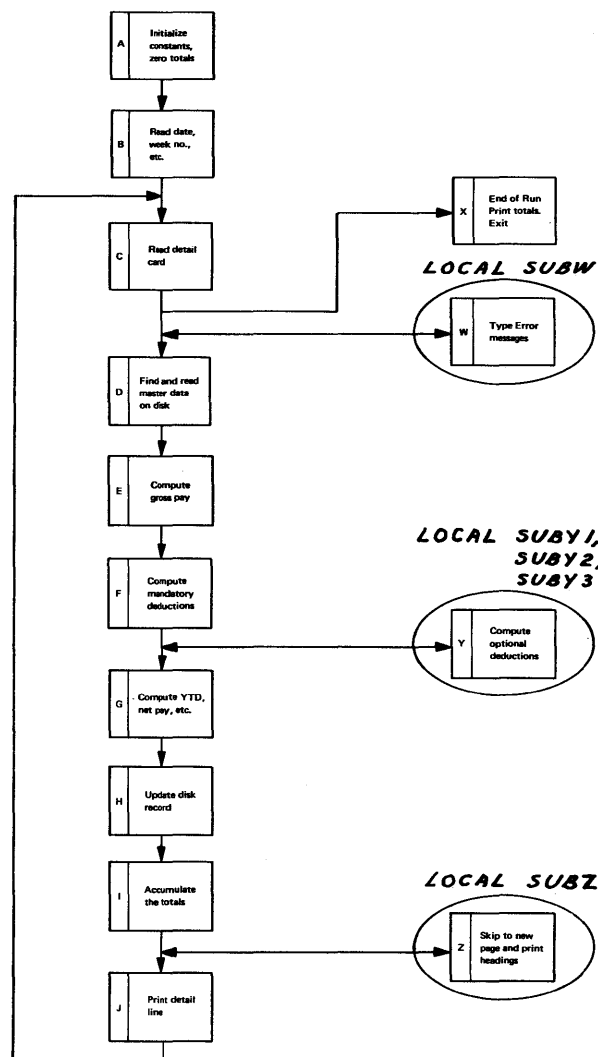 A
Initialize
constants,
zero totals
B
Read date,
week no.,
etc.
C
Read detail
card
X
End of Run
Print totals.
Exit
LOCAL SUBW
W
Type Error
messages
D
Find and read
master data
on disk
E
Compute
gross pay
F
Compute
mandatory
deductions
LOCAL SUBY1,
SUBY2,
SUBY3
Y
Compute
optional
deductions
G
Compute YTD,
net pay, etc.
H
Update disk
record
I
Accumulate
the totals
LOCAL SUBZ
Z
Skip to new
page and print
headings
J
Print detail
line